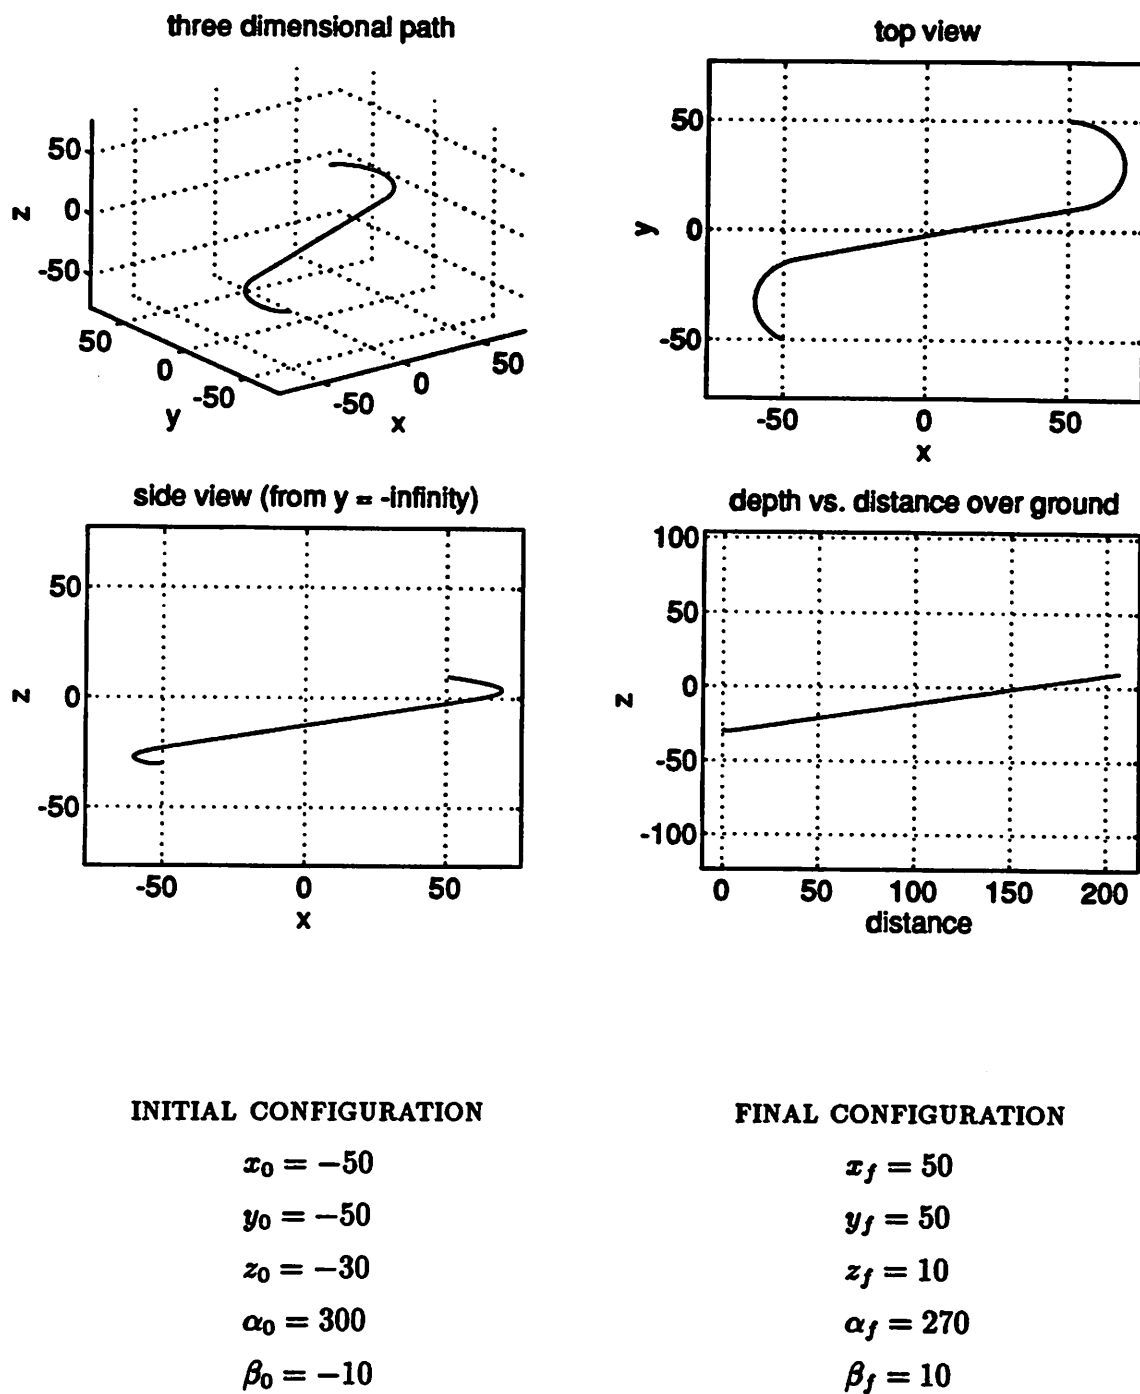 three dimensional path
50
0
-50
z
50
0
-50
y
-50
0
50
x
top view
50
0
-50
y
-50
0
50
x
side view (from y = -infinity)
50
0
-50
z
-50
0
50
x
depth vs. distance over ground
100
50
0
-50
-100
z
0
50
100
150
200
distance
INITIAL CONFIGURATION
x₀ = −50
y₀ = −50
z₀ = −30
α₀ = 300
β₀ = −10
FINAL CONFIGURATION
x_f = 50
y_f = 50
z_f = 10
α_f = 270
β_f = 10